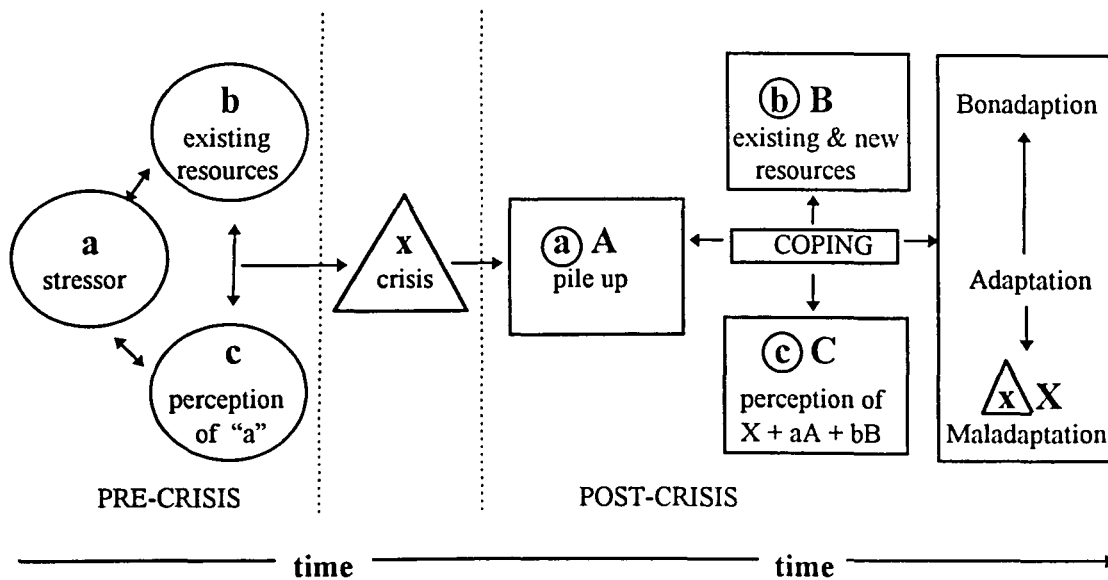 b
existing
resources
a
stressor
c
perception
of “a”
x
crisis
a A
pile up
b B
existing & new
resources
COPING
c C
perception of
X + aA + bB
Bonadaption
Adaptation
x X
Maladaptation
PRE-CRISIS
POST-CRISIS
time
time